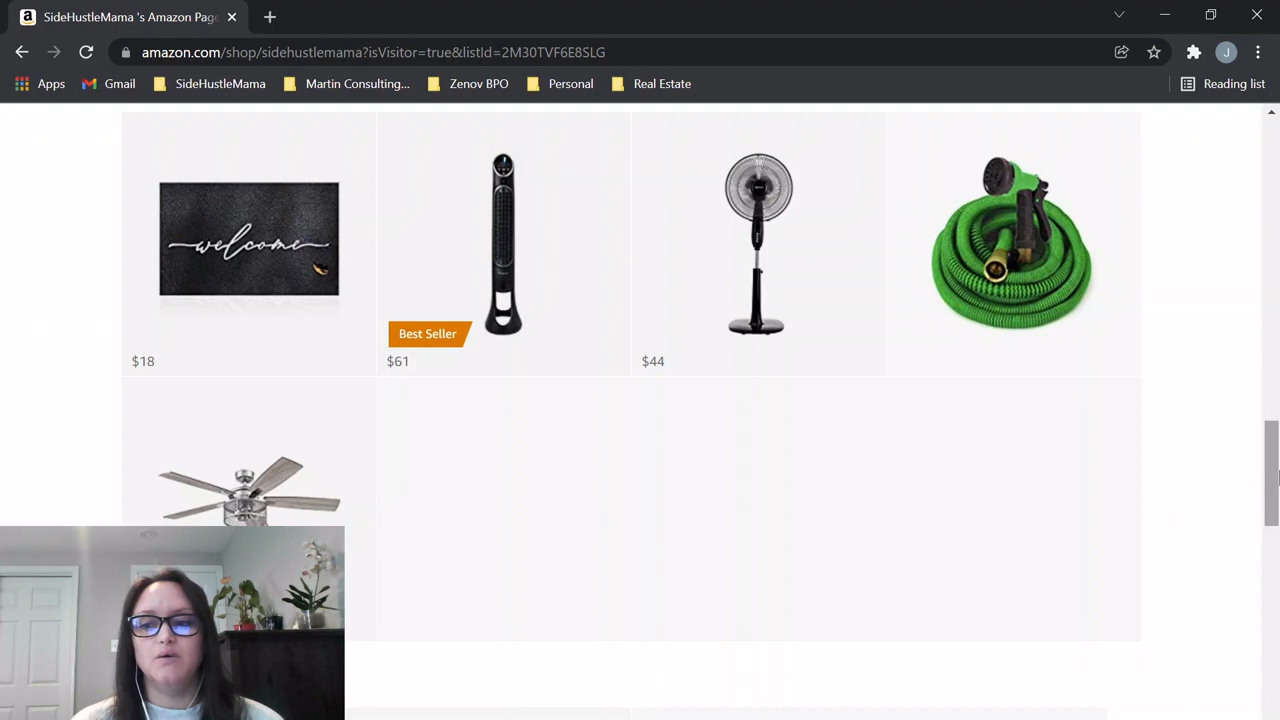 SideHustleMama 's Amazon Page
amazon.com/shop/sidehustlemama?isVisitor=true&listId=2M30TVF6E8SLG
J
Apps
Gmail
SideHustleMama
Martin Consulting...
Zenov BPO
Personal
Real Estate
Reading list
welcome
Best Seller
$18
$61
$44